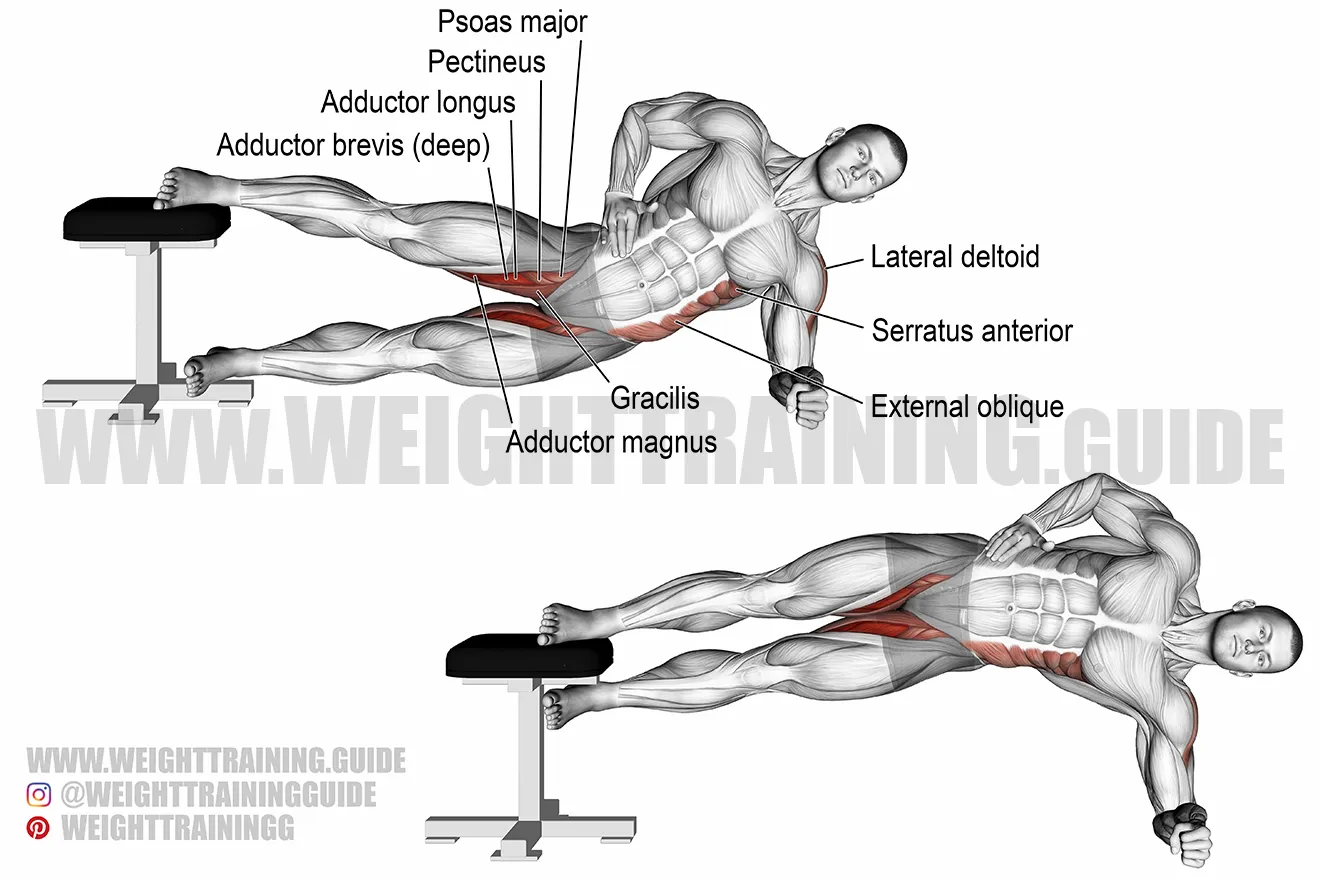 Psoas major
Pectineus
Adductor longus
Adductor brevis (deep)
Lateral deltoid
Serratus anterior
Gracilis
External oblique
Adductor magnus
WWW.WEIGHTTRAINING.GUIDE
WWW.WEIGHTTRAINING.GUIDE
@WEIGHTTRAININGGUIDE
WEIGHTTRAININGG